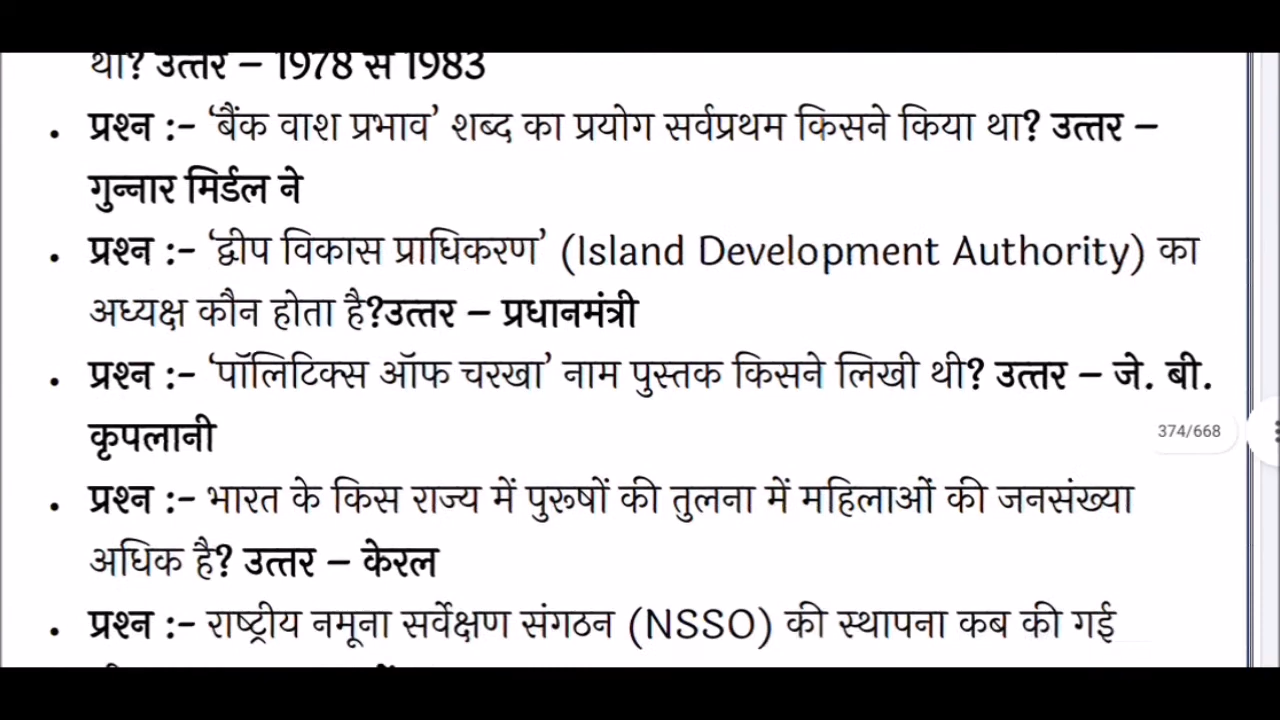 था? उत्तर – 1978 से 1983
• प्रश्न :- ‘बैंक वाश प्रभाव’ शब्द का प्रयोग सर्वप्रथम किसने किया था? उत्तर –
गुन्नार मिर्डल ने
• प्रश्न :- ‘द्वीप विकास प्राधिकरण’ (Island Development Authority) का
अध्यक्ष कौन होता है?उत्तर – प्रधानमंत्री
• प्रश्न :- ‘पॉलिटिक्स ऑफ चरखा’ नाम पुस्तक किसने लिखी थी? उत्तर – जे. बी.
कृपलानी
374/668
• प्रश्न :- भारत के किस राज्य में पुरूषों की तुलना में महिलाओं की जनसंख्या
अधिक है? उत्तर – केरल
• प्रश्न :- राष्ट्रीय नमूना सर्वेक्षण संगठन (NSSO) की स्थापना कब की गई